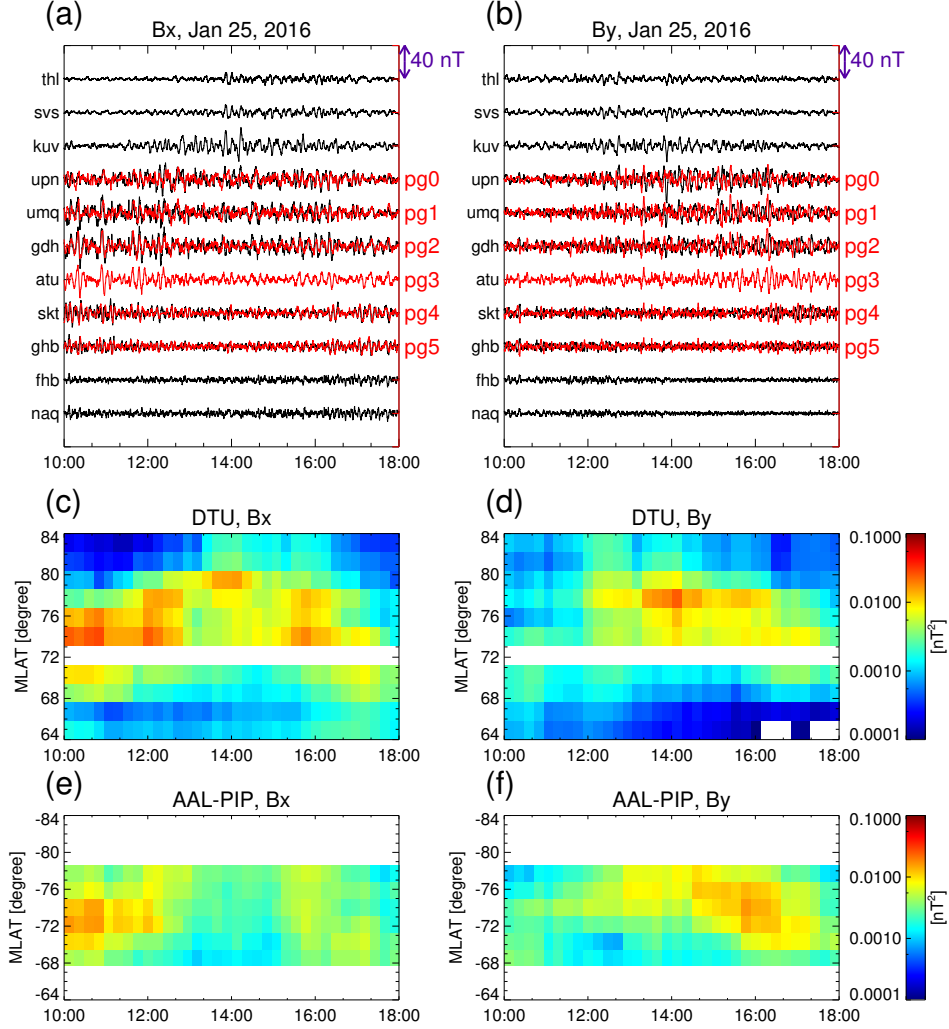 (a)
Bx, Jan 25, 2016
40 nT
thl
svs
kuv
upn
umq
gdh
atu
skt
ghb
fhb
naq
pg0
pg1
pg2
pg3
pg4
pg5
10:00 12:00 14:00 16:00 18:00
(b)
By, Jan 25, 2016
40 nT
thl
svs
kuv
upn
umq
gdh
atu
skt
ghb
fhb
naq
pg0
pg1
pg2
pg3
pg4
pg5
10:00 12:00 14:00 16:00 18:00
(c)
DTU, Bx
MLAT [degree]
84
80
76
72
68
64
10:00 12:00 14:00 16:00 18:00
(d)
DTU, By
MLAT [degree]
84
80
76
72
68
64
10:00 12:00 14:00 16:00 18:00
0.1000
0.0100
0.0010
0.0001
[nT²]
(e)
AAL-PIP, Bx
MLAT [degree]
-84
-80
-76
-72
-68
-64
10:00 12:00 14:00 16:00 18:00
(f)
AAL-PIP, By
MLAT [degree]
-84
-80
-76
-72
-68
-64
10:00 12:00 14:00 16:00 18:00
0.1000
0.0100
0.0010
0.0001
[nT²]